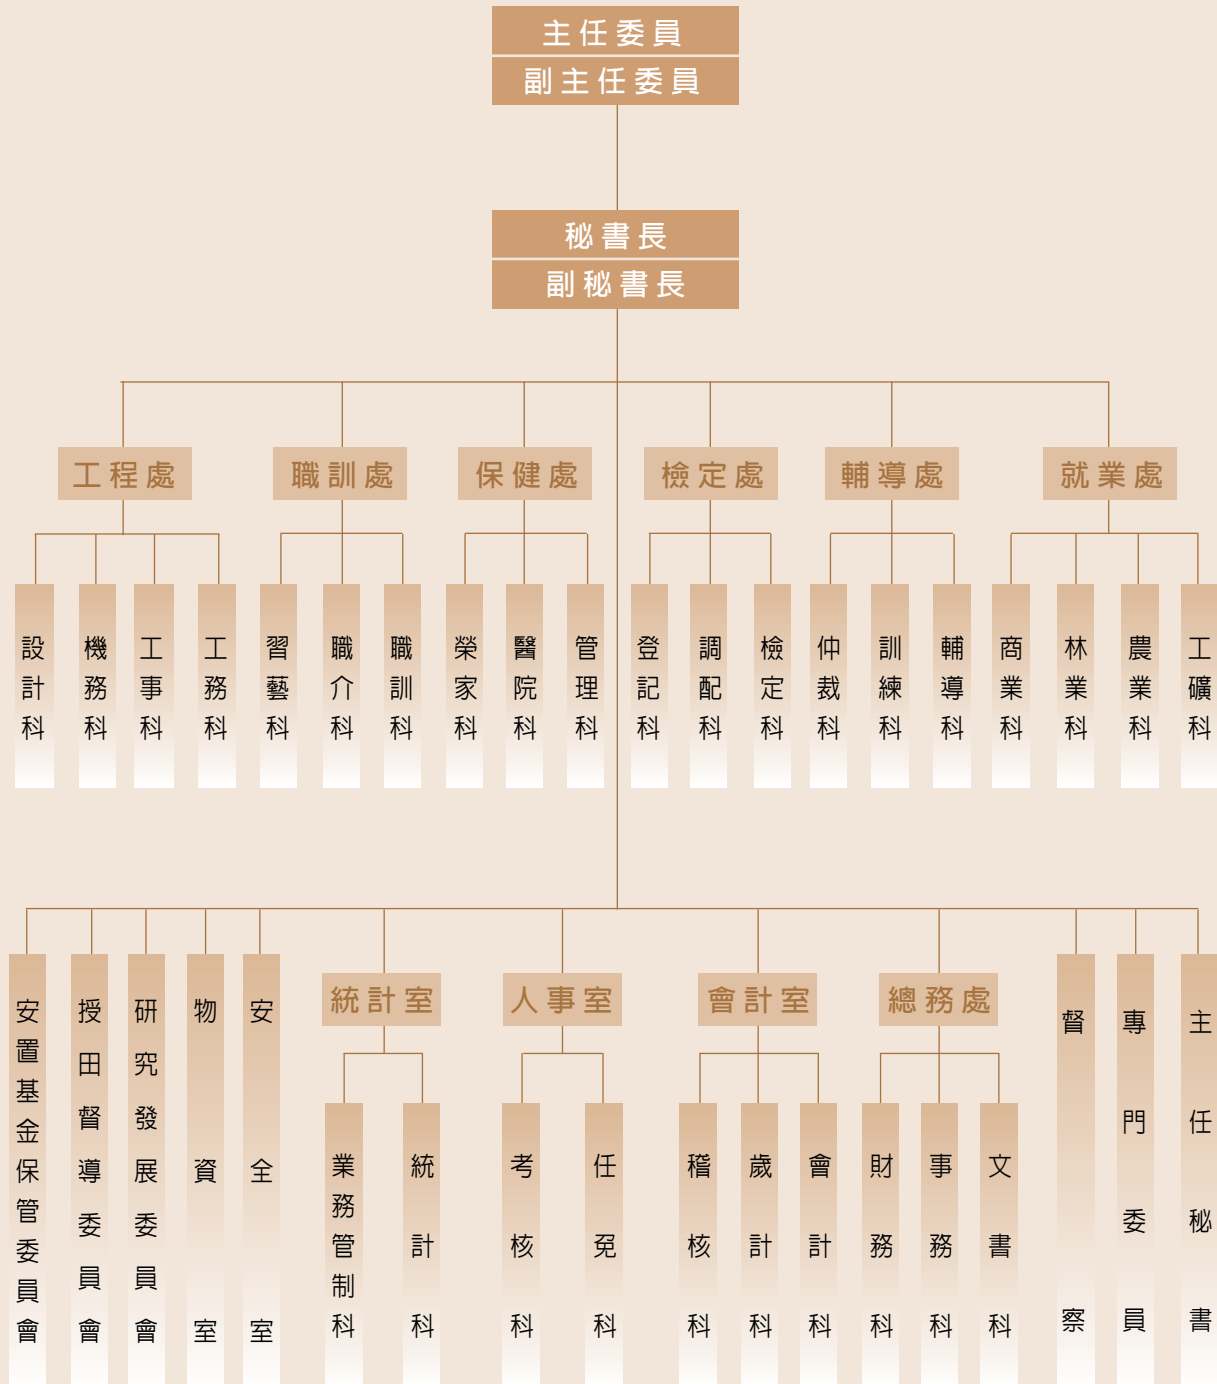 主任委員
副主任委員
秘書長
副秘書長
工程處
職訓處
保健處
檢定處
輔導處
就業處
設計科
機務科
工事科
工務科
習藝科
職介科
職訓科
榮家科
醫院科
管理科
登記科
調配科
檢定科
仲裁科
訓練科
輔導科
商業科
林業科
農業科
工礦科
安置基金保管委員會
授田督導委員會
研究發展委員會
物資室
安全室
統計室
人事室
會計室
總務處
督察
專門委員
主任秘書
業務管制科
統計科
考核科
任免科
稽核科
歲計科
會計科
財務科
事務科
文書科